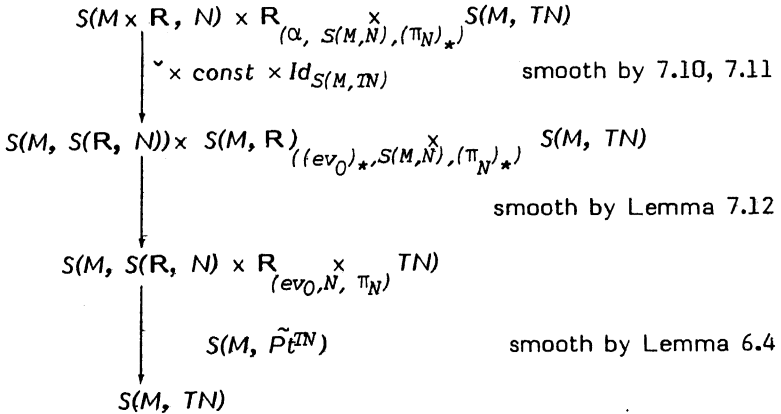 S(M × R, N) × R ×_(α, S(M,N), (π_N)_*) S(M, TN)
ˇ × const × Id_S(M,TN) smooth by 7.10, 7.11
S(M, S(R, N)) × S(M, R) ×_((ev_0)_*, S(M,N), (π_N)_*) S(M, TN)
smooth by Lemma 7.12
S(M, S(R, N) × R ×_(ev_0, N, π_N) TN)
S(M, P̃t^TN) smooth by Lemma 6.4
S(M, TN)